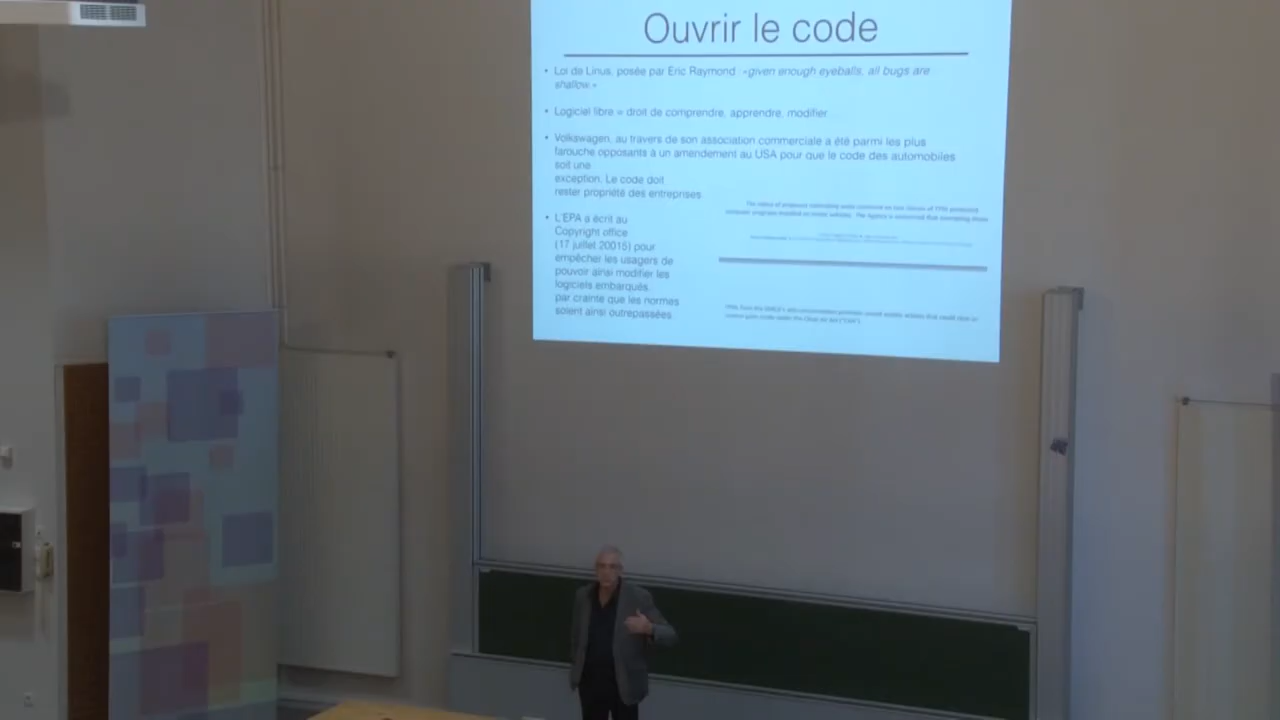 Ouvrir le code
• Loi de Linus, posée par Eric Raymond : «given enough eyeballs, all bugs are
shallow.»
• Logiciel libre = droit de comprendre, apprendre, modifier
• Volkswagen, au travers de son association commerciale a été parmi les plus
farouche opposants à un amendement au USA pour que le code des automobiles
soit une
exception. Le code doit
rester propriété des entreprises
• L'EPA a écrit au
Copyright office
(17 juillet 20015) pour
empêcher les usagers de
pouvoir ainsi modifier les
logiciels embarqués,
par crainte que les normes
soient ainsi outrepassées.